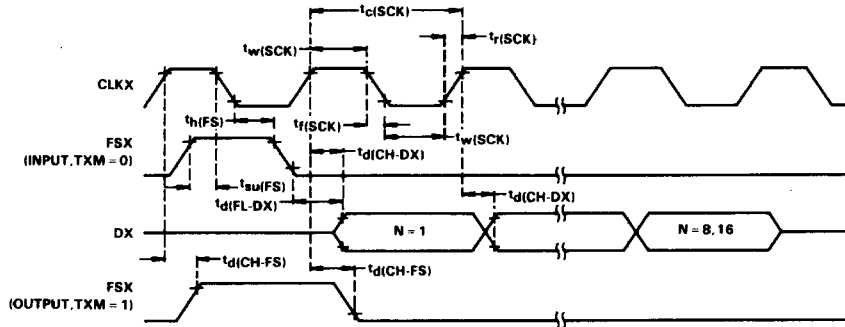 tc(SCK)
tw(SCK)
tr(SCK)
CLKX
th(FS)
tf(SCK)
tw(SCK)
FSX
(INPUT,TXM=0)
td(CH-DX)
tsu(FS)
td(FL-DX)
td(CH-DX)
DX
N = 1
N = 8, 16
td(CH-FS)
td(CH-FS)
FSX
(OUTPUT,TXM=1)